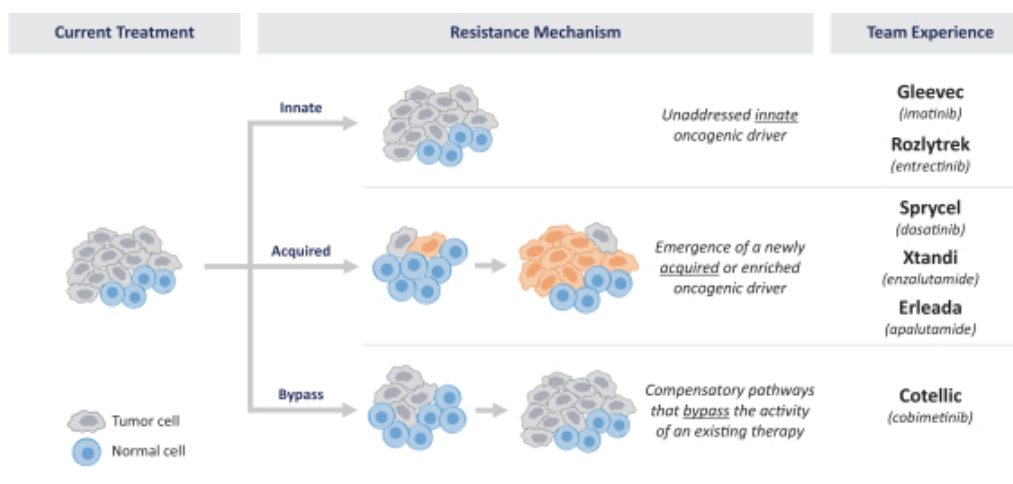 Current Treatment
Resistance Mechanism
Team Experience
Innate
Unaddressed innate
oncogenic driver
Gleevec
(imatinib)
Rozlytrek
(entrectinib)
Acquired
Emergence of a newly
acquired or enriched
oncogenic driver
Sprycel
(dasatinib)
Xtandi
(enzalutamide)
Erleada
(apalutamide)
Bypass
Compensatory pathways
that bypass the activity
of an existing therapy
Cotellic
(cobimetinib)
Tumor cell
Normal cell